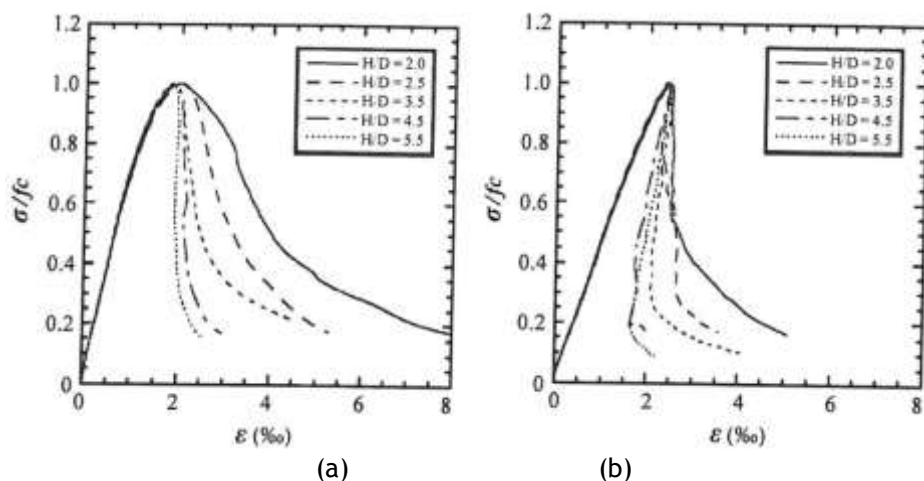 1.2
1.0
0.8
0.6
0.4
0.2
0
σ/fc
H/D = 2.0
H/D = 2.5
H/D = 3.5
H/D = 4.5
H/D = 5.5
0 2 4 6 8
ε (‰)
(a)
1.2
1.0
0.8
0.6
0.4
0.2
0
σ/fc
H/D = 2.0
H/D = 2.5
H/D = 3.5
H/D = 4.5
H/D = 5.5
0 2 4 6 8
ε (‰)
(b)